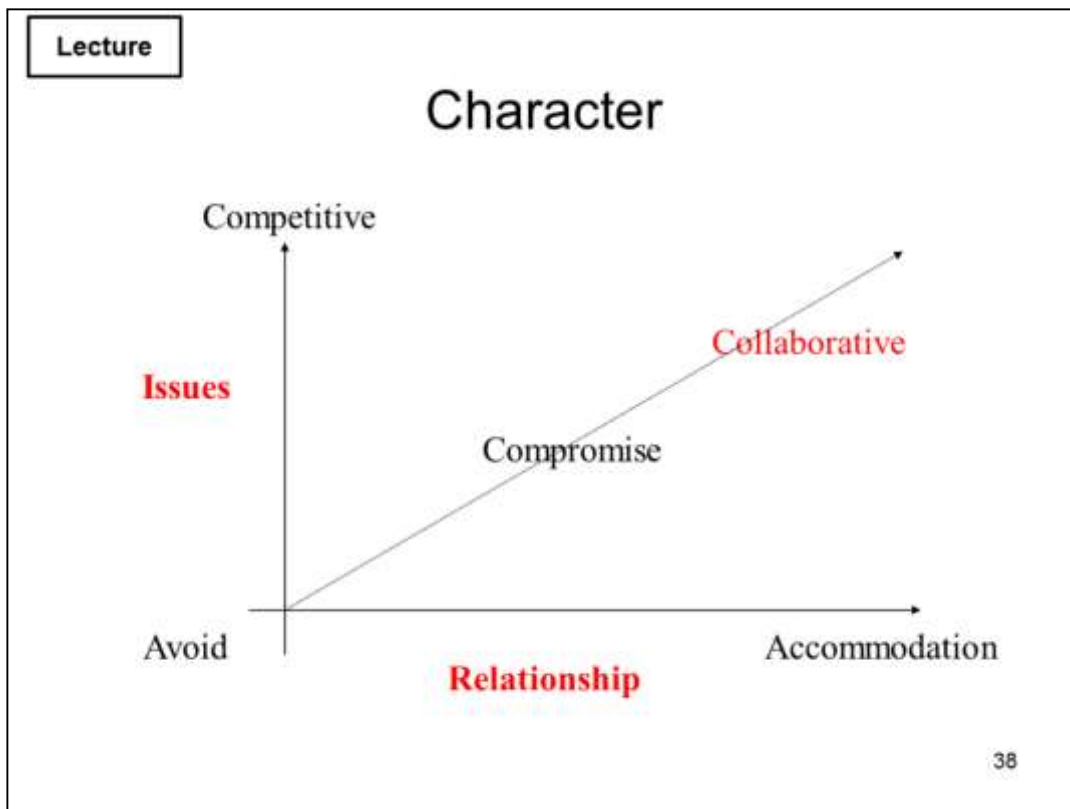 Lecture
Character
Competitive
Collaborative
Issues
Compromise
Avoid
Accommodation
Relationship
38